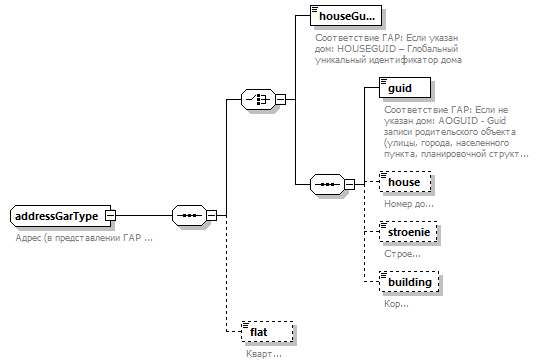 houseGu...
Соответствие ГАР: Если указан
дом: HOUSEGUID – Глобальный
уникальный идентификатор дома
guid
Соответствие ГАР: Если не
указан дом: AOGUID - Guid
записи родительского объекта
(улицы, города, населенного
пункта, планировочной структ...
house
Номер до...
addressGarType
Адрес (в представлении ГАР ...
stroenie
Строе...
building
Кор...
flat
Кварт...